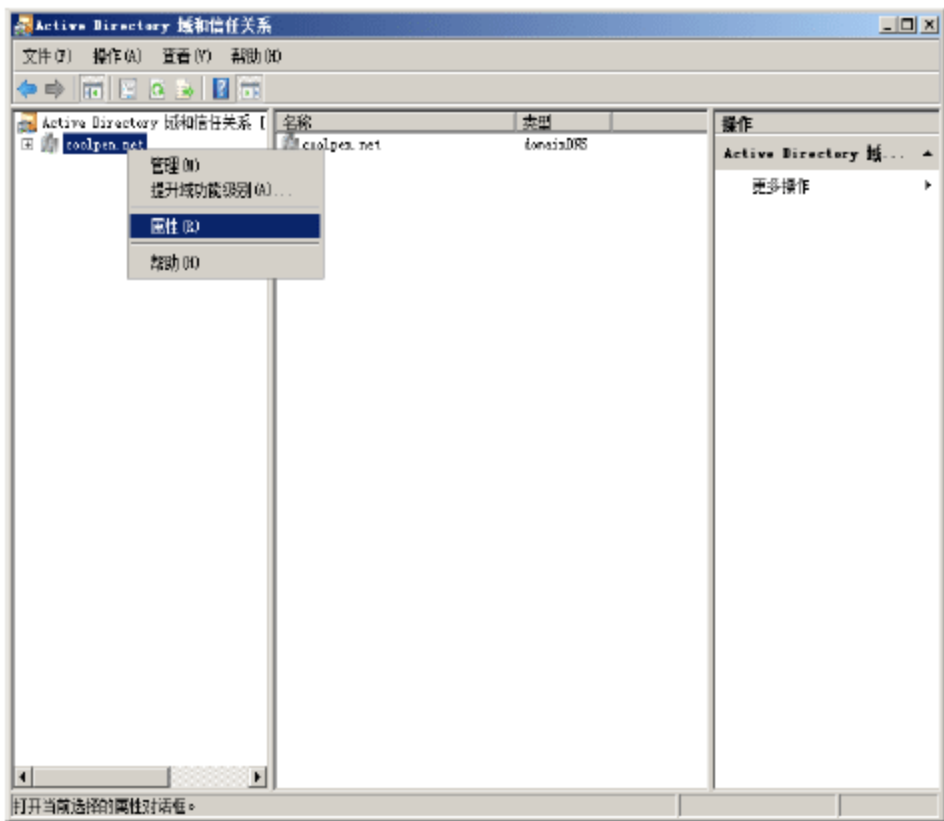 Active Directory 域和信任关系
文件(F) 操作(A) 查看(V) 帮助(H)
Active Directory 域和信任关系 [
名称 类型
操作
coolpen.net
coolpen.net domainDNS
Active Directory 域...
管理(M)
更多操作
提升域功能级别(A)...
属性(R)
帮助(H)
打开当前选择的属性对话框。